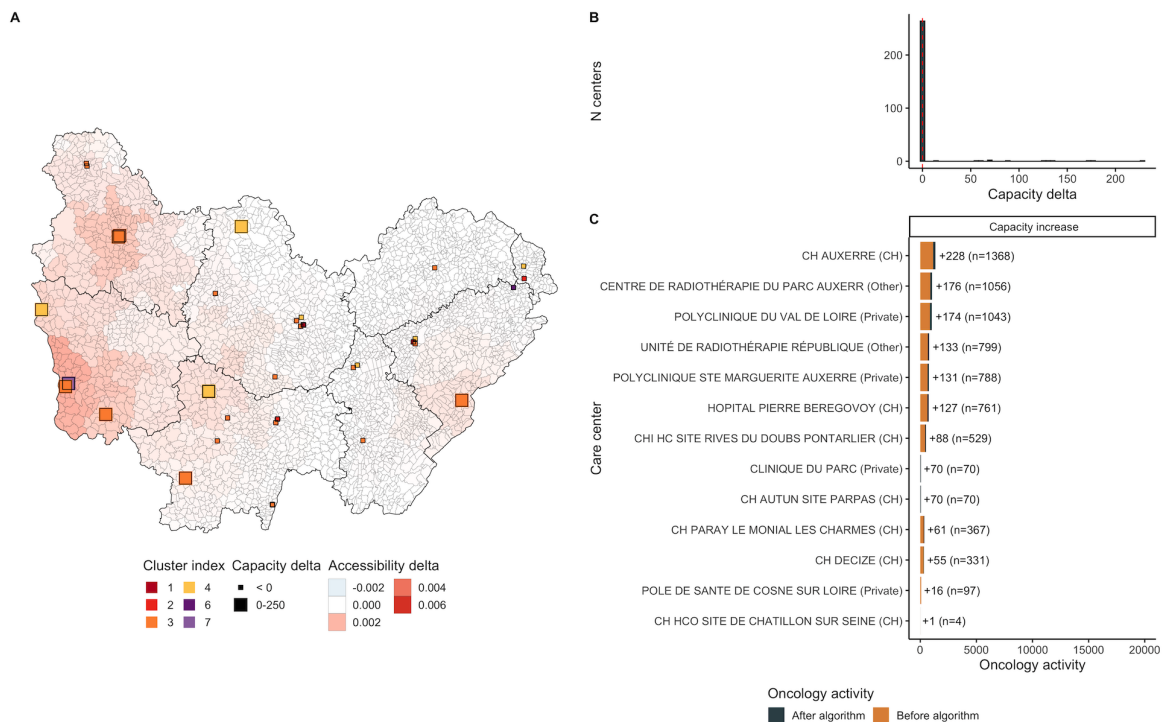 A
Cluster index
1
2
3
4
6
7
Capacity delta
< 0
0-250
Accessibility delta
-0.002
0.000
0.002
0.004
0.006
B
N centers
200
100
0
0
50
100
150
200
Capacity delta
C
Capacity increase
Care center
CH AUXERRE (CH) +228 (n=1368)
CENTRE DE RADIOTHÉRAPIE DU PARC AUXERR (Other) +176 (n=1056)
POLYCLINIQUE DU VAL DE LOIRE (Private) +174 (n=1043)
UNITÉ DE RADIOTHÉRAPIE RÉPUBLIQUE (Other) +133 (n=799)
POLYCLINIQUE STE MARGUERITE AUXERRE (Private) +131 (n=788)
HOPITAL PIERRE BEREGOVOY (CH) +127 (n=761)
CHI HC SITE RIVES DU DOUBS PONTARLIER (CH) +88 (n=529)
CLINIQUE DU PARC (Private) +70 (n=70)
CH AUTUN SITE PARPAS (CH) +70 (n=70)
CH PARAY LE MONIAL LES CHARMES (CH) +61 (n=367)
CH DECIZE (CH) +55 (n=331)
POLE DE SANTE DE COSNE SUR LOIRE (Private) +16 (n=97)
CH HCO SITE DE CHATILLON SUR SEINE (CH) +1 (n=4)
0
5000
10000
15000
20000
Oncology activity
Oncology activity
After algorithm
Before algorithm